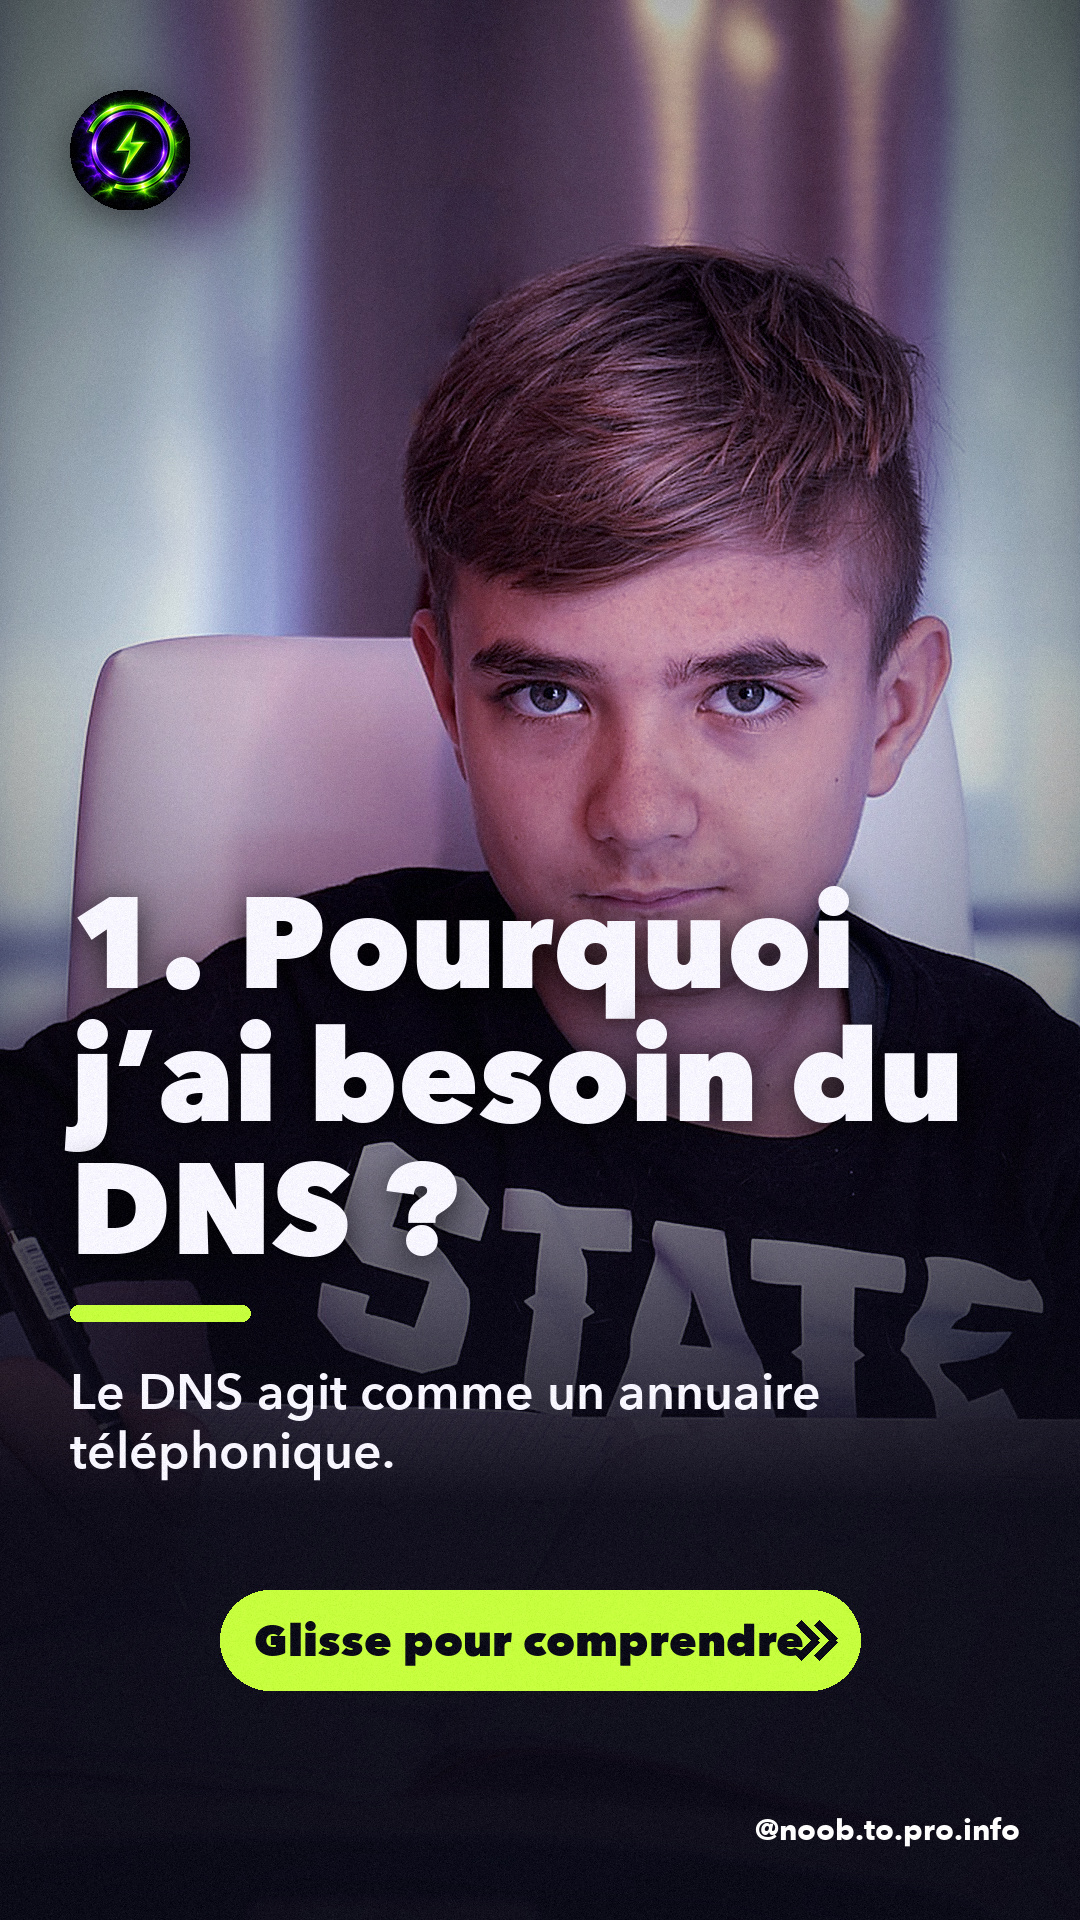 1. Pourquoi
j’ai besoin du
DNS ?
STATE
Le DNS agit comme un annuaire
téléphonique.
Glisse pour comprendre
@noob.to.pro.info